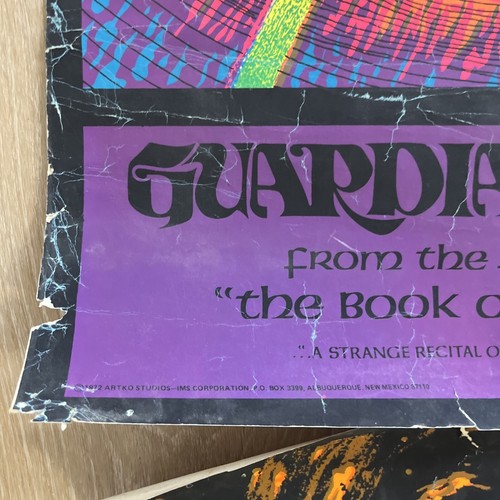 GUARDIA
from the
"the BOOK O
"...A STRANGE RECITAL O
1972 ARTKO STUDIOS—IMS CORPORATION, P.O. BOX 3399, ALBUQUERQUE, NEW MEXICO 87110